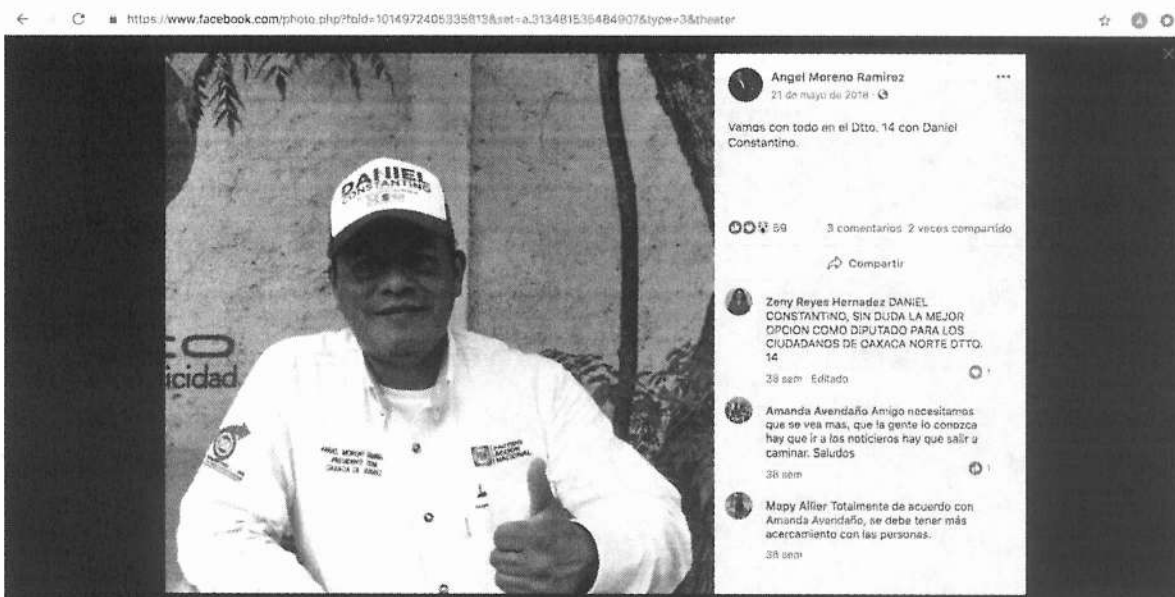 https://www.facebook.com/photo.php?fbid=1014972405335813&set=a.313481535484907&type=3&theater
DANIEL
CONSTANTINO
CO
icidad
PARTIDO
ACCION
NACIONAL
Angel Moreno Ramirez
21 de mayo de 2018
Vamos con todo en el Dtto. 14 con Daniel
Constantino.
59
3 comentarios 2 veces compartido
Compartir
Zeny Reyes Hernadez DANIEL
CONSTANTINO, SIN DUDA LA MEJOR
OPCION COMO DIPUTADO PARA LOS
CIUDADANOS DE OAXACA NORTE DTTO.
14
38 sem Editado
1
Amanda Avendaño Amigo necesitamos
que se vea mas, que la gente lo conozca
hay que ir a los noticieros hay que salir a
caminar. Saludos
38 sem
1
Mapy Allier Totalmente de acuerdo con
Amanda Avendaño, se debe tener más
acercamiento con las personas.
38 sem